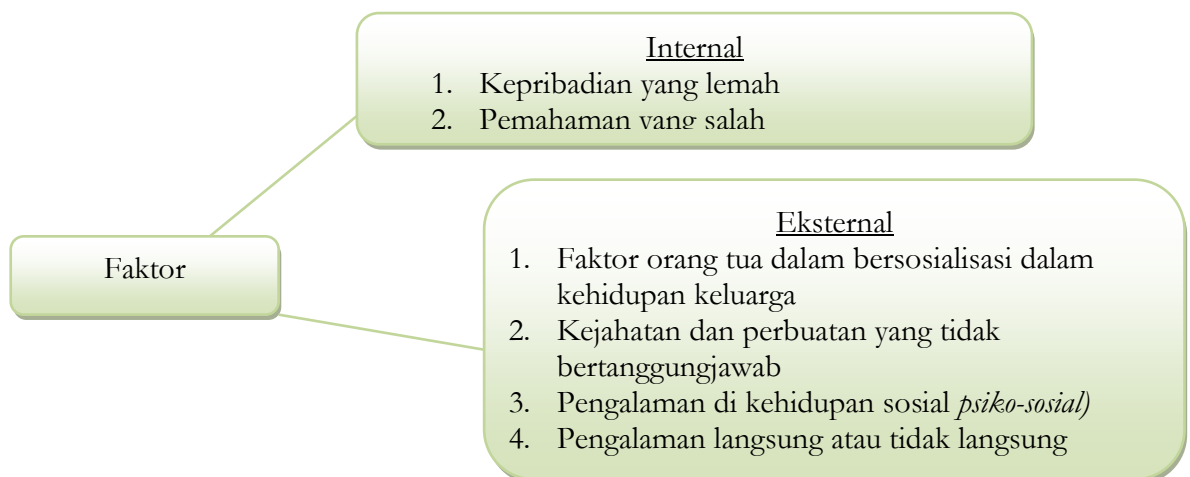 Internal
1. Kepribadian yang lemah
2. Pemahaman yang salah
Faktor
Eksternal
1. Faktor orang tua dalam bersosialisasi dalam
kehidupan keluarga
2. Kejahatan dan perbuatan yang tidak
bertanggungjawab
3. Pengalaman di kehidupan sosial psiko-sosial)
4. Pengalaman langsung atau tidak langsung